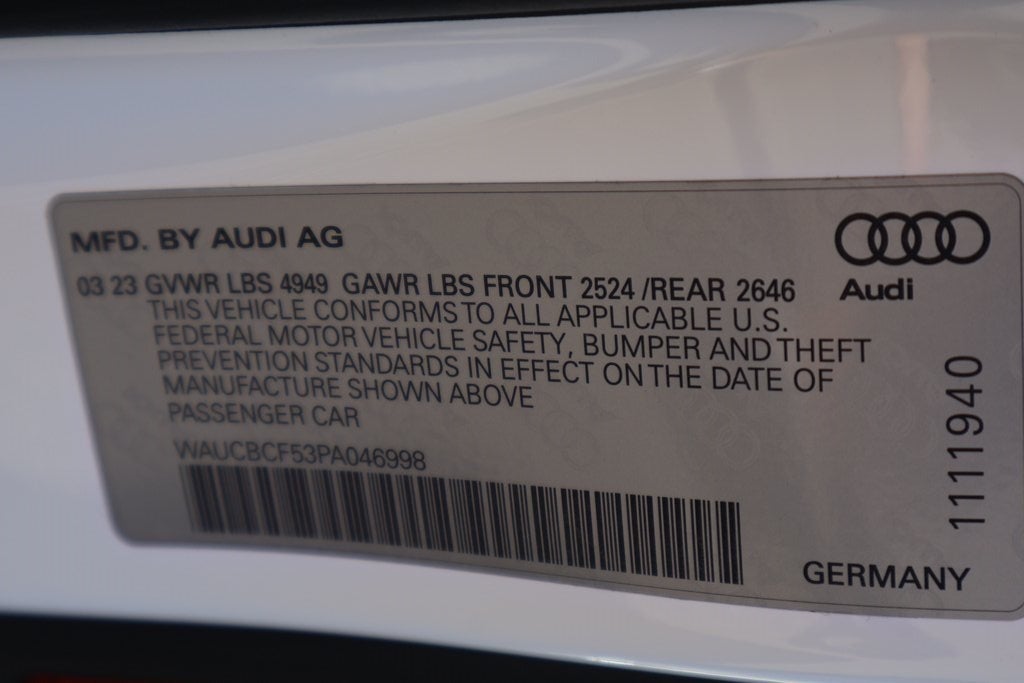 MFD. BY AUDI AG
Audi
03 23 GVWR LBS 4949 GAWR LBS FRONT 2524 /REAR 2646
THIS VEHICLE CONFORMS TO ALL APPLICABLE U.S.
FEDERAL MOTOR VEHICLE SAFETY, BUMPER AND THEFT
PREVENTION STANDARDS IN EFFECT ON THE DATE OF
MANUFACTURE SHOWN ABOVE
PASSENGER CAR
WAUCBCF53PA046998
1111940
GERMANY